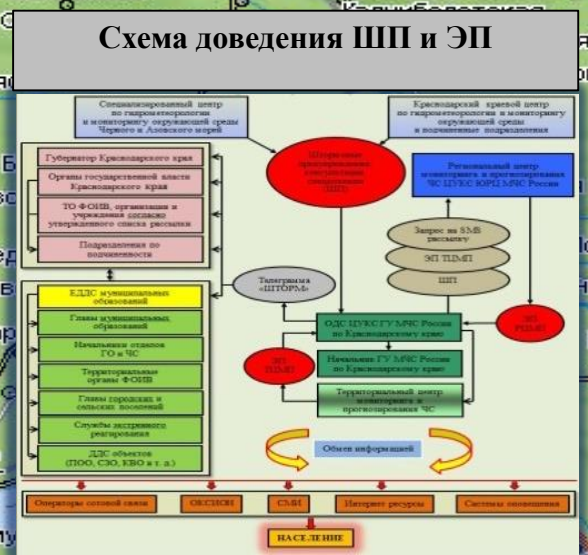 Калниболотская
Схема доведения ШП и ЭП
Специализированный центр
по гидрометеорологии
и мониторингу окружающей среды
Черного и Азовского морей
Краснодарский краевой центр
по гидрометеорологии и мониторингу
окружающей среды
и подчиненные подразделения
Губернатор Краснодарского края
Органы государственной власти
Краснодарского края
ТО ФОИВ, организации и
учреждения согласно
утвержденного списка рассылки
Подразделения по
подчиненности
Штормовое
предупреждение
(ШП)
Региональный центр
мониторинга и прогнозирования
ЧС ЦУКС ЮРЦ МЧС России
Запрос на SMS
рассылку
ЭП ТЦМП
ШП
ЕДДС муниципальных
образований
Главы муниципальных
образований
Начальники отделов
ГО и ЧС
Территориальные
органы ФОИВ
Главы городских и
сельских поселений
Службы экстренного
реагирования
ДДС объектов
(ПОО, СЗО, КВО и т. д.)
Телеграмма
«ШТОРМ»
ОДС ЦУКС ГУ МЧС России
по Краснодарскому краю
ЭП
РЦМП
ЭП
ТЦМП
Начальник ГУ МЧС России
по Краснодарскому краю
Территориальный центр
мониторинга и
прогнозирования ЧС
Обмен информацией
Операторы сотовой связи
ОКСИОН
СМИ
Интернет ресурсы
Системы оповещения
НАСЕЛЕНИЕ